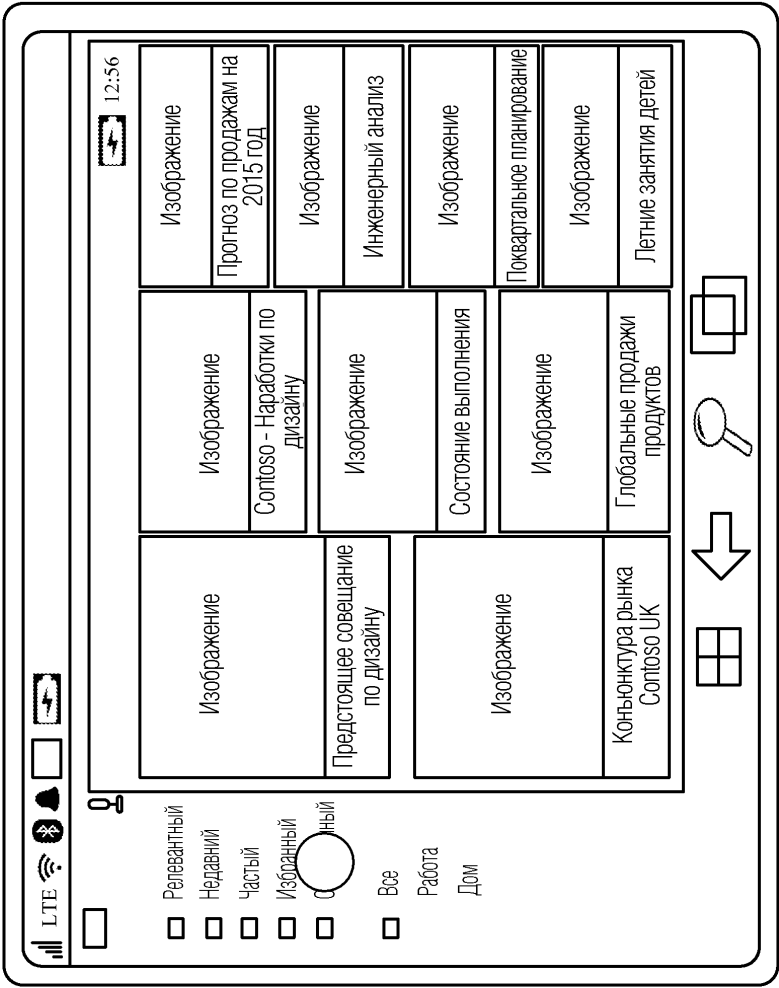 LTE
12:56
Релевантный
Недавний
Частый
Избранный
Все
Работа
Дом
Изображение
Предстоящее совещание
по дизайну
Изображение
Конъюнктура рынка
Contoso UK
Изображение
Contoso - Наработки по
дизайну
Изображение
Состояние выполнения
Изображение
Глобальные продажи
продуктов
Изображение
Прогноз по продажам на
2015 год
Изображение
Инженерный анализ
Изображение
Поквартальное планирование
Изображение
Летние занятия детей